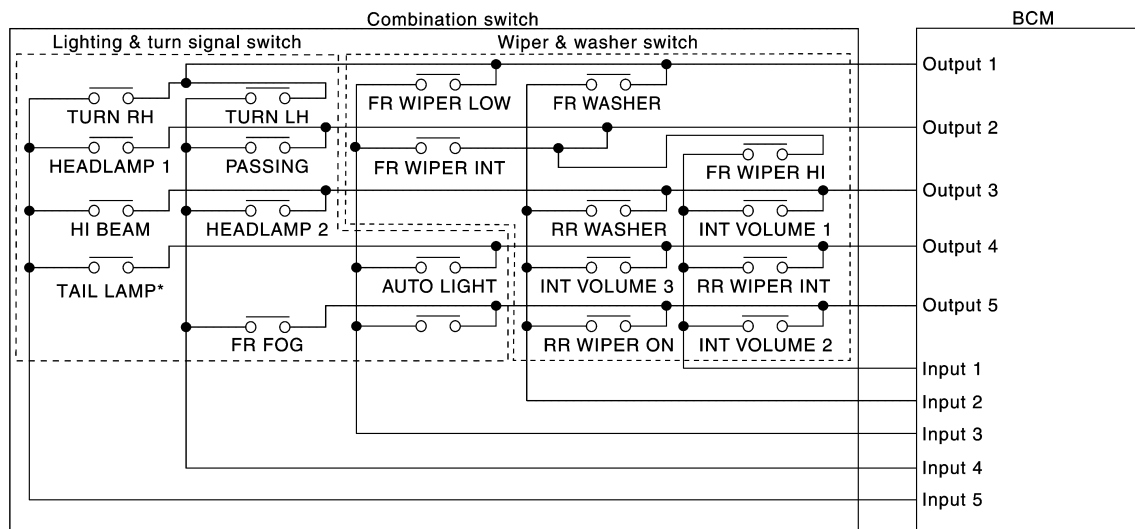 Combination switch
BCM
Lighting & turn signal switch
Wiper & washer switch
Output 1
TURN RH
TURN LH
FR WIPER LOW
FR WASHER
Output 2
HEADLAMP 1
PASSING
FR WIPER INT
FR WIPER HI
Output 3
HI BEAM
HEADLAMP 2
RR WASHER
INT VOLUME 1
Output 4
TAIL LAMP*
AUTO LIGHT
INT VOLUME 3
RR WIPER INT
Output 5
FR FOG
RR WIPER ON
INT VOLUME 2
Input 1
Input 2
Input 3
Input 4
Input 5